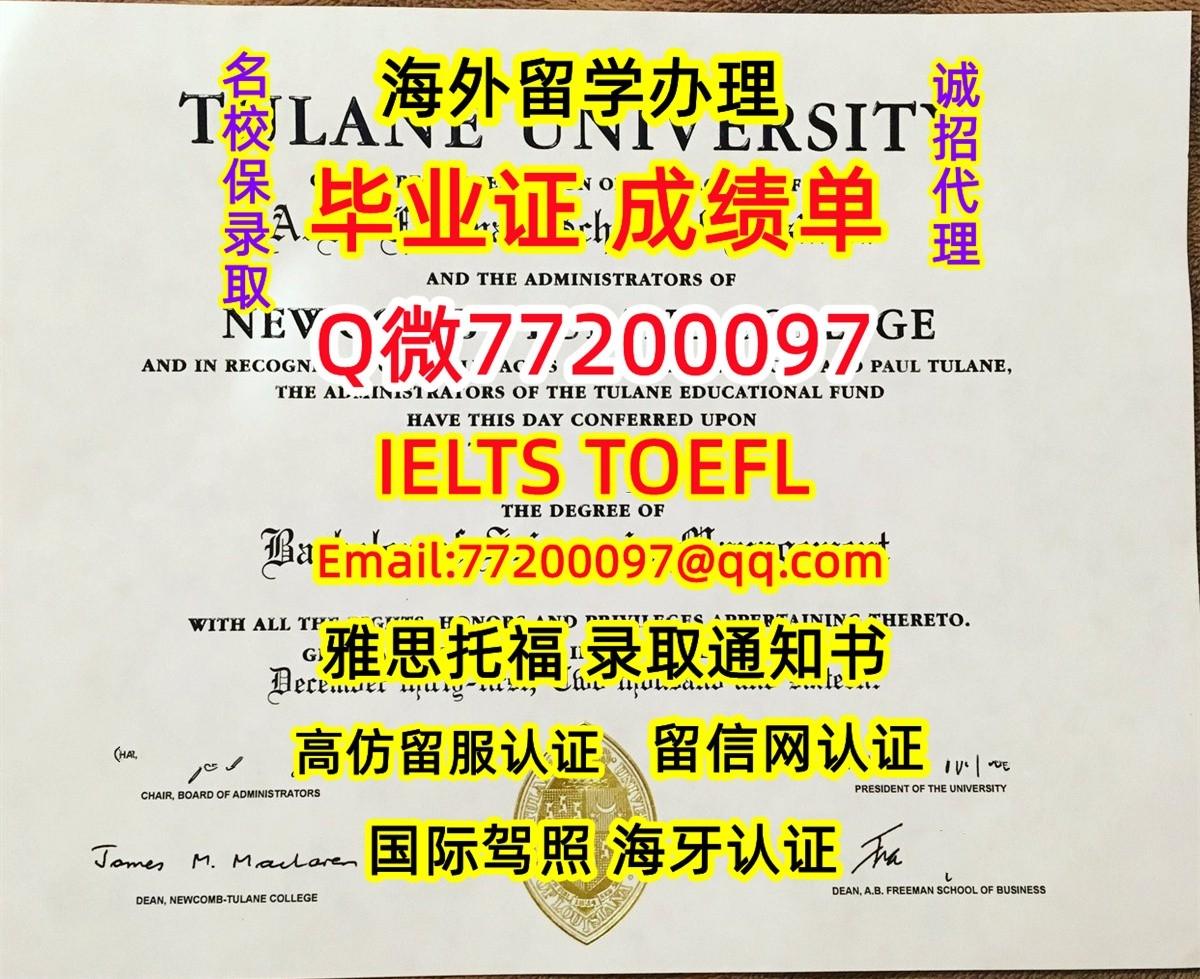 名校保录取
海外留学办理
诚招代理
TULANE UNIVERSITY
毕业证 成绩单
AND THE ADMINISTRATORS OF
Q微77200097
PAUL TULANE,
THE ADMINISTRATORS OF THE TULANE EDUCATIONAL FUND
HAVE THIS DAY CONFERRED UPON
IELTS TOEFL
THE DEGREE OF
Email:77200097@qq.com
WITH ALL THE RIGHTS, HONORS AND PRIVILEGES APPERTAINING THERETO.
雅思托福 录取通知书
December thirty-first, Two thousand and sixteen.
高仿留服认证 留信网认证
CHAIR, BOARD OF ADMINISTRATORS
PRESIDENT OF THE UNIVERSITY
国际驾照 海牙认证
James M. MacLaren
DEAN, NEWCOMB-TULANE COLLEGE
DEAN, A.B. FREEMAN SCHOOL OF BUSINESS